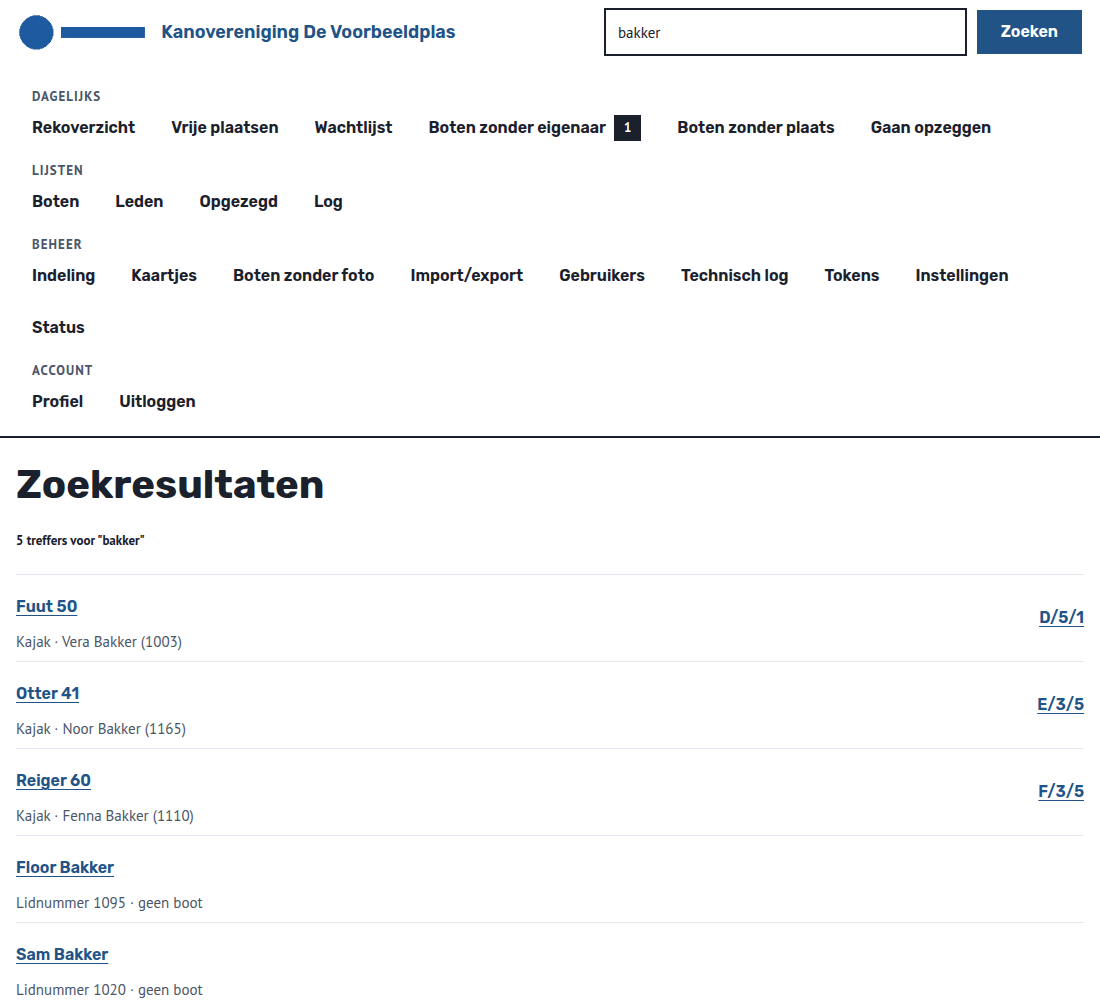 Kanovereniging De Voorbeeldplas
bakker
Zoeken
DAGELIJKS
Rekoverzicht Vrije plaatsen Wachtlijst Boten zonder eigenaar 1 Boten zonder plaats Gaan opzeggen
LIJSTEN
Boten Leden Opgezegd Log
BEHEER
Indeling Kaartjes Boten zonder foto Import/export Gebruikers Technisch log Tokens Instellingen
Status
ACCOUNT
Profiel Uitloggen
Zoekresultaten
5 treffers voor "bakker"
Fuut 50
D/5/1
Kajak · Vera Bakker (1003)
Otter 41
E/3/5
Kajak · Noor Bakker (1165)
Reiger 60
F/3/5
Kajak · Fenna Bakker (1110)
Floor Bakker
Lidnummer 1095 · geen boot
Sam Bakker
Lidnummer 1020 · geen boot